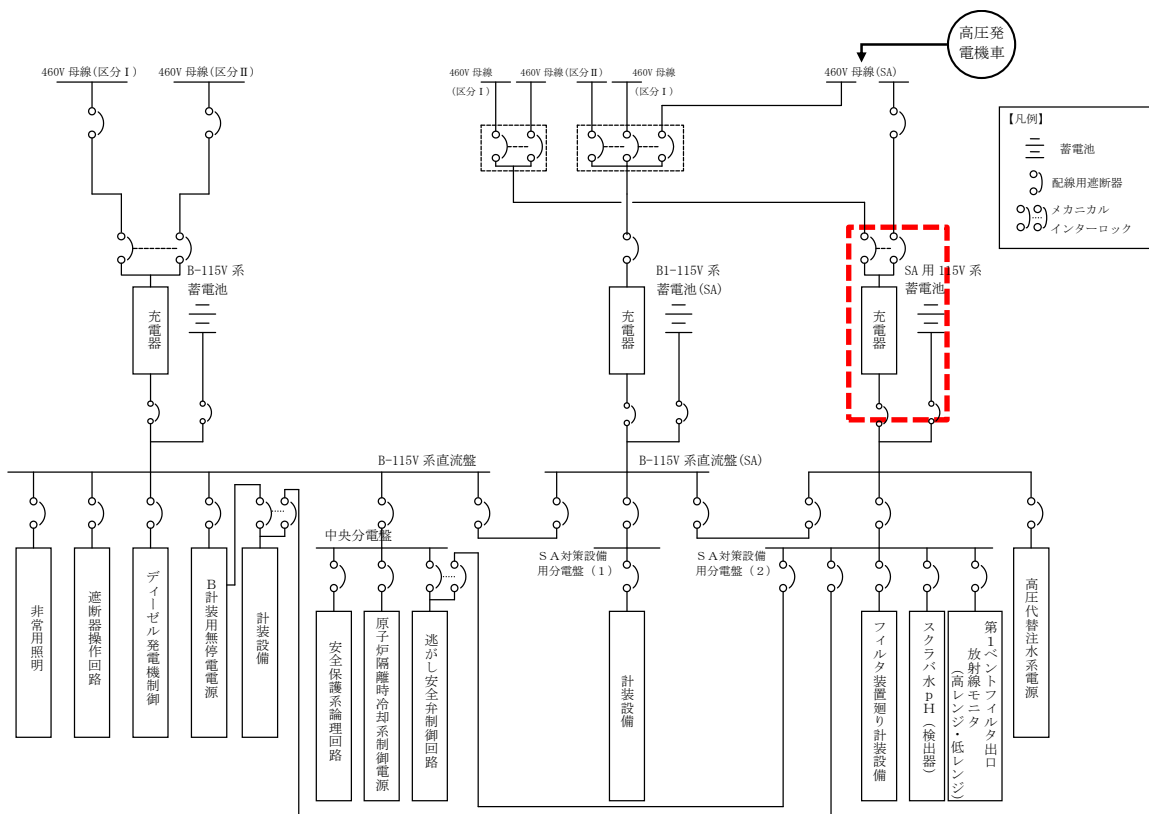 高圧発
電機車
460V 母線(区分Ⅰ)
460V 母線(区分Ⅱ)
460V 母線
(区分Ⅰ)
460V 母線(区分Ⅱ)
460V 母線
(区分Ⅰ)
460V 母線(SA)
【凡例】
蓄電池
配線用遮断器
メカニカル
インターロック
B-115V 系
蓄電池
充電器
B1-115V 系
蓄電池(SA)
充電器
SA 用 115V 系
蓄電池
充電器
B-115V 系直流盤
B-115V 系直流盤(SA)
中央分電盤
SA対策設備
用分電盤(1)
SA対策設備
用分電盤(2)
非常用照明
遮断器操作回路
ディーゼル発電機制御
B計装用無停電電源
計装設備
安全保護系論理回路
原子炉隔離時冷却系制御電源
逃がし安全弁制御回路
計装設備
フィルタ装置廻り計装設備
スクラバ水pH(検出器)
第1ベントフィルタ出口
放射線モニタ
(高レンジ・低レンジ)
高圧代替注水系電源